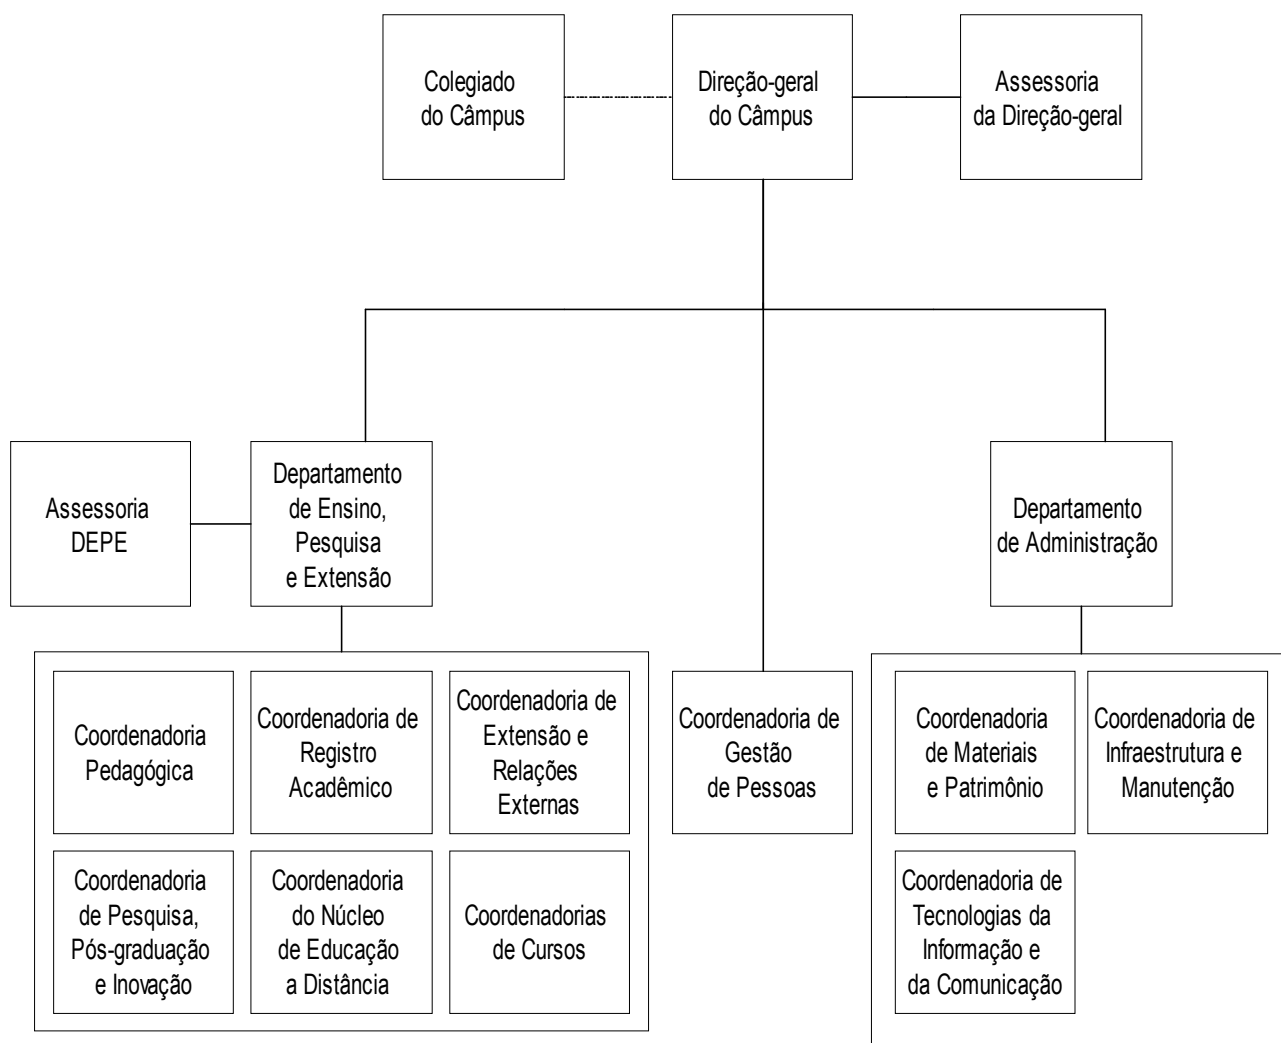 Colegiado
do Câmpus
Direção-geral
do Câmpus
Assessoria
da Direção-geral
Assessoria
DEPE
Departamento
de Ensino,
Pesquisa
e Extensão
Departamento
de Administração
Coordenadoria
Pedagógica
Coordenadoria de
Registro
Acadêmico
Coordenadoria de
Extensão e
Relações
Externas
Coordenadoria de
Gestão
de Pessoas
Coordenadoria
de Materiais
e Patrimônio
Coordenadoria de
Infraestrutura e
Manutenção
Coordenadoria
de Pesquisa,
Pós-graduação
e Inovação
Coordenadoria
do Núcleo
de Educação
a Distância
Coordenadorias
de Cursos
Coordenadoria de
Tecnologias da
Informação e
da Comunicação